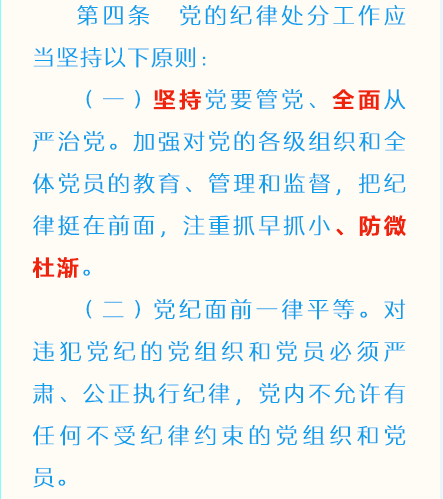 第四条　党的纪律处分工作应
当坚持以下原则：
（一）坚持党要管党、全面从
严治党。加强对党的各级组织和全
体党员的教育、管理和监督，把纪
律挺在前面，注重抓早抓小、防微
杜渐。
（二）党纪面前一律平等。对
违犯党纪的党组织和党员必须严
肃、公正执行纪律，党内不允许有
任何不受纪律约束的党组织和党
员。